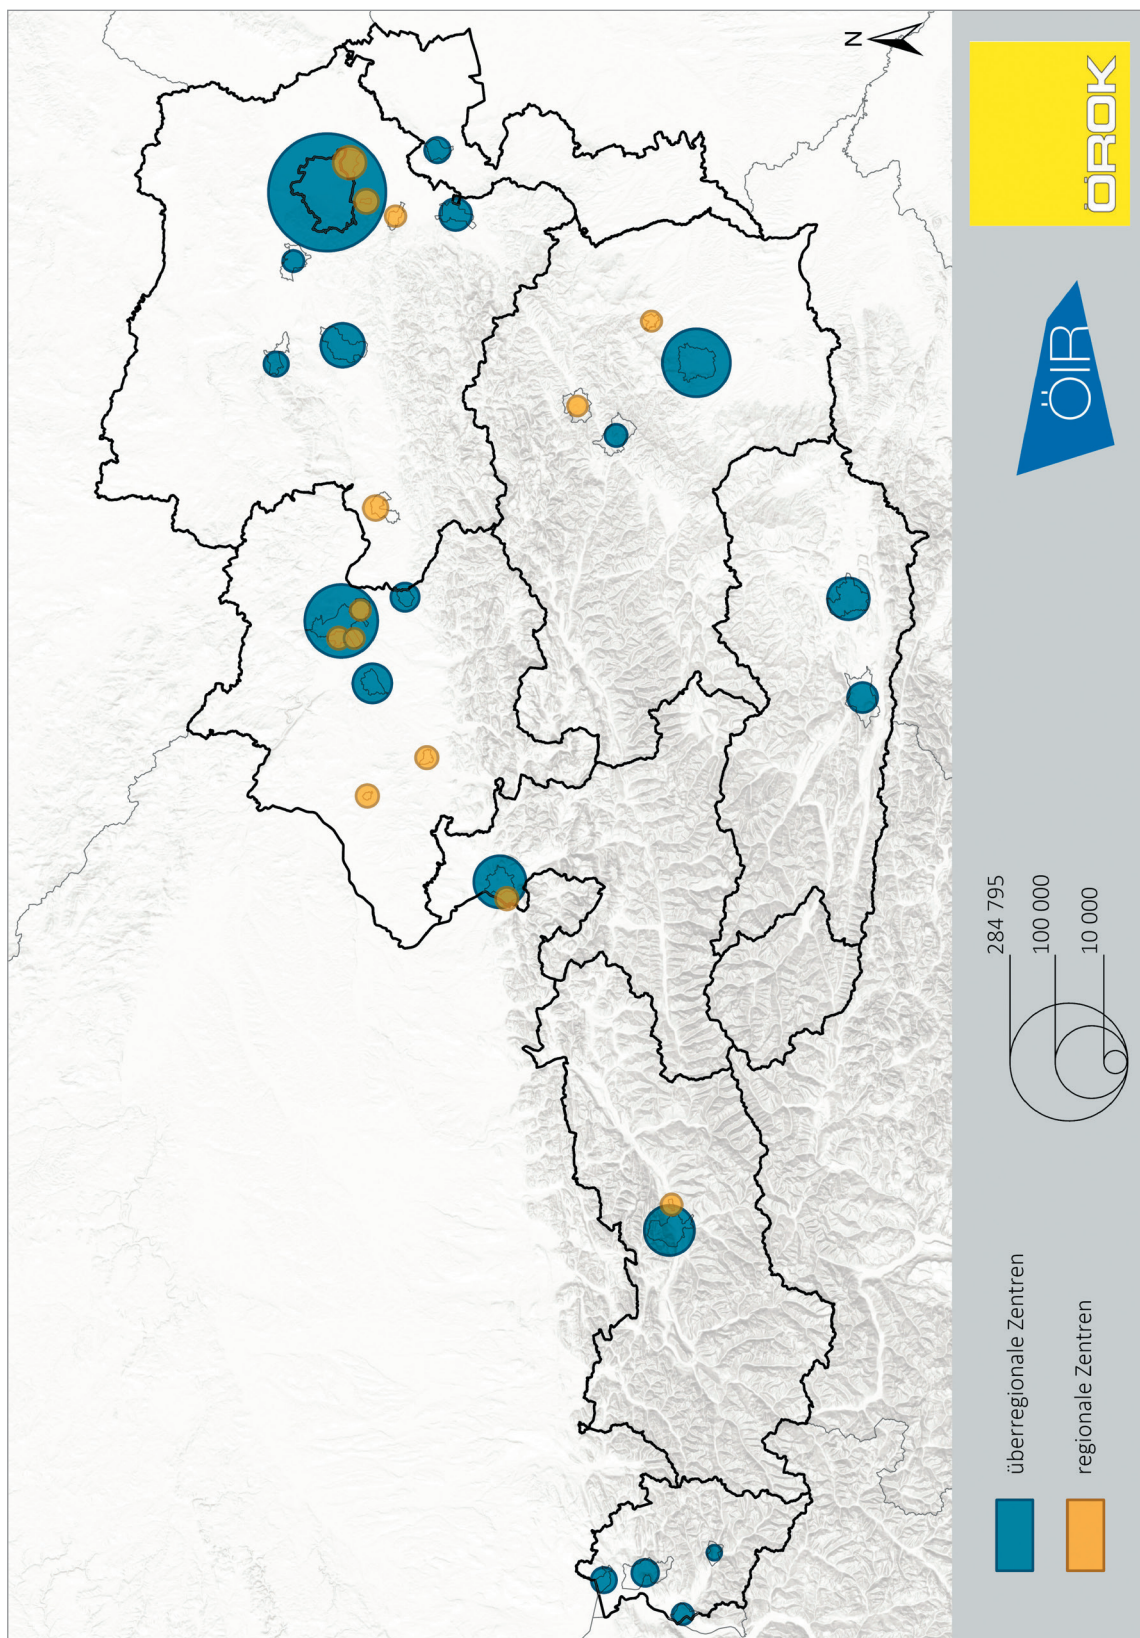 N
überregionale Zentren
regionale Zentren
284 795
100 000
10 000
ÖIR
ÖROK